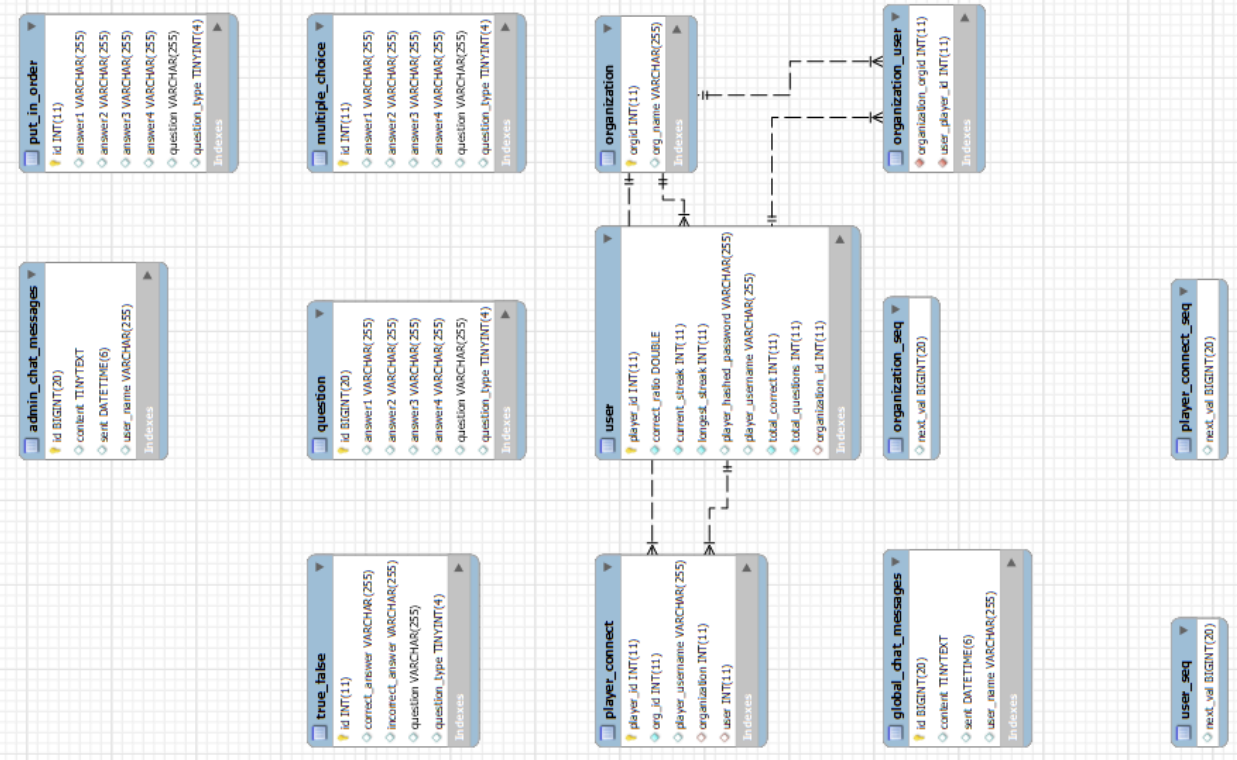 admin_chat_messages
id BIGINT(20)
content TINYTEXT
sent DATETIME(6)
user_name VARCHAR(255)
Indexes
put_in_order
id INT(11)
answer1 VARCHAR(255)
answer2 VARCHAR(255)
answer3 VARCHAR(255)
answer4 VARCHAR(255)
question VARCHAR(255)
question_type TINYINT(4)
Indexes
true_false
id INT(11)
correct_answer VARCHAR(255)
incorrect_answer VARCHAR(255)
question VARCHAR(255)
question_type TINYINT(4)
Indexes
question
id BIGINT(20)
answer1 VARCHAR(255)
answer2 VARCHAR(255)
answer3 VARCHAR(255)
answer4 VARCHAR(255)
question VARCHAR(255)
question_type TINYINT(4)
Indexes
multiple_choice
id INT(11)
answer1 VARCHAR(255)
answer2 VARCHAR(255)
answer3 VARCHAR(255)
answer4 VARCHAR(255)
question VARCHAR(255)
question_type TINYINT(4)
Indexes
player_connect
player_id INT(11)
org_id INT(11)
player_username VARCHAR(255)
organization INT(11)
user INT(11)
Indexes
user
player_id INT(11)
correct_ratio DOUBLE
current_streak INT(11)
longest_streak INT(11)
player_hashed_password VARCHAR(255)
player_username VARCHAR(255)
total_correct INT(11)
total_questions INT(11)
organization_id INT(11)
Indexes
organization
orgid INT(11)
org_name VARCHAR(255)
Indexes
global_chat_messages
id BIGINT(20)
content TINYTEXT
sent DATETIME(6)
user_name VARCHAR(255)
Indexes
organization_seq
next_val BIGINT(20)
organization_user
organization_orgid INT(11)
user_player_id INT(11)
Indexes
user_seq
next_val BIGINT(20)
player_connect_seq
next_val BIGINT(20)